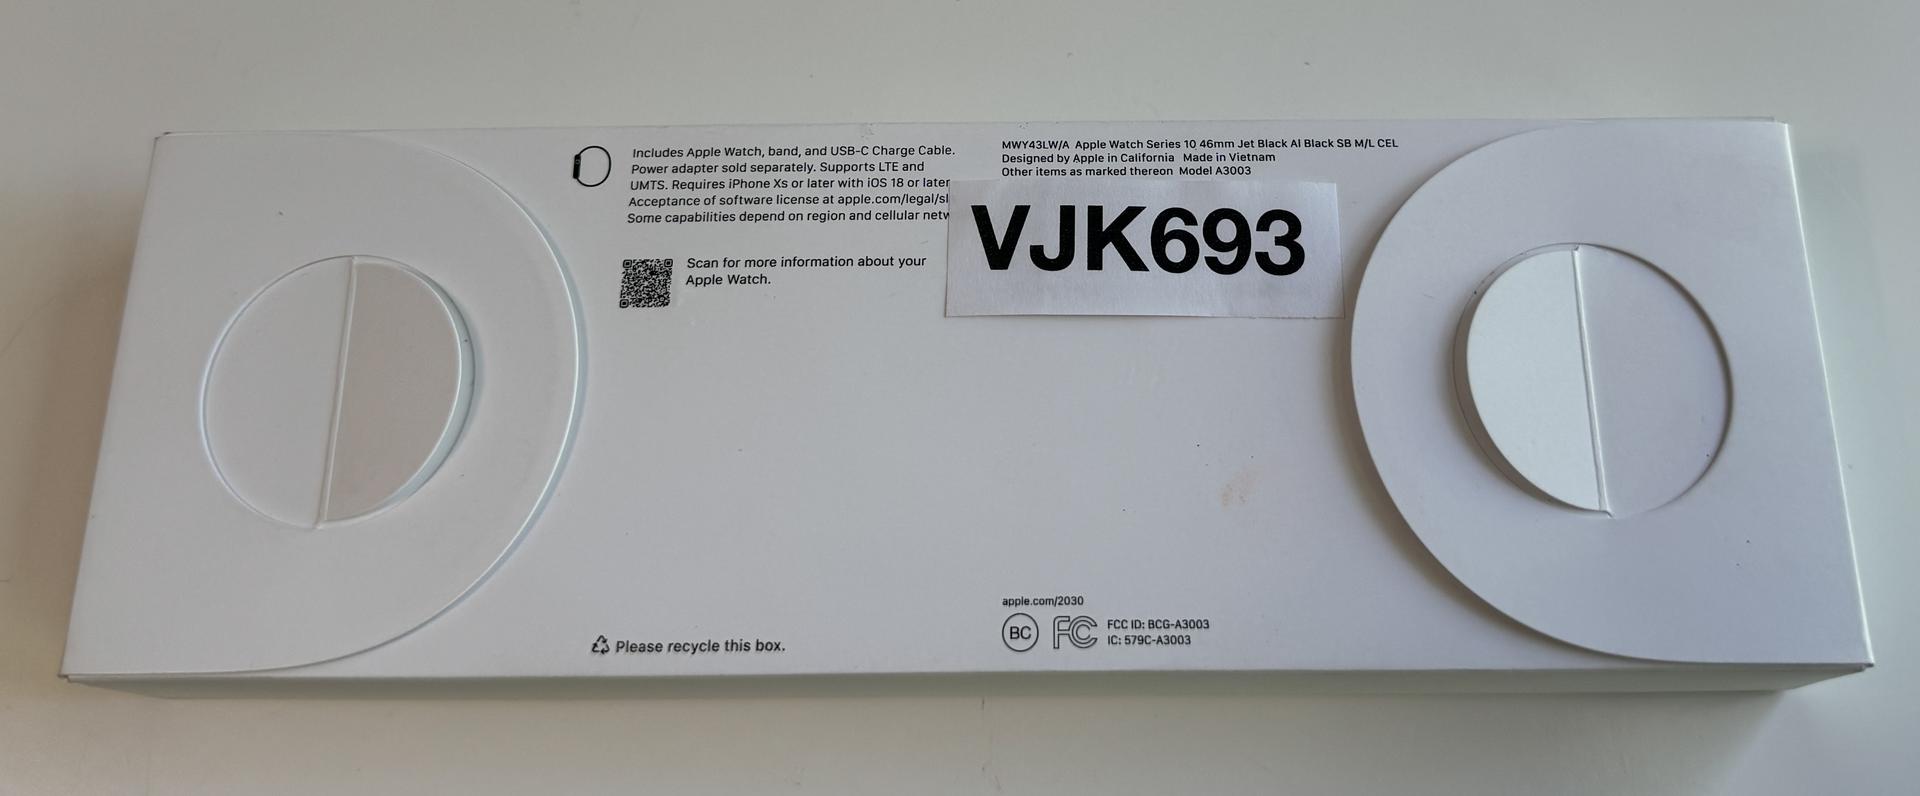 Includes Apple Watch, band, and USB-C Charge Cable.
Power adapter sold separately. Supports LTE and
UMTS. Requires iPhone Xs or later with iOS 18 or later
Acceptance of software license at apple.com/legal/sl
Some capabilities depend on region and cellular netw
Scan for more information about your
Apple Watch.
MWY43LW/A Apple Watch Series 10 46mm Jet Black Al Black SB M/L CEL
Designed by Apple in California Made in Vietnam
Other items as marked thereon Model A3003
VJK693
Please recycle this box.
apple.com/2030
BC FC FCC ID: BCG-A3003
IC: 579C-A3003